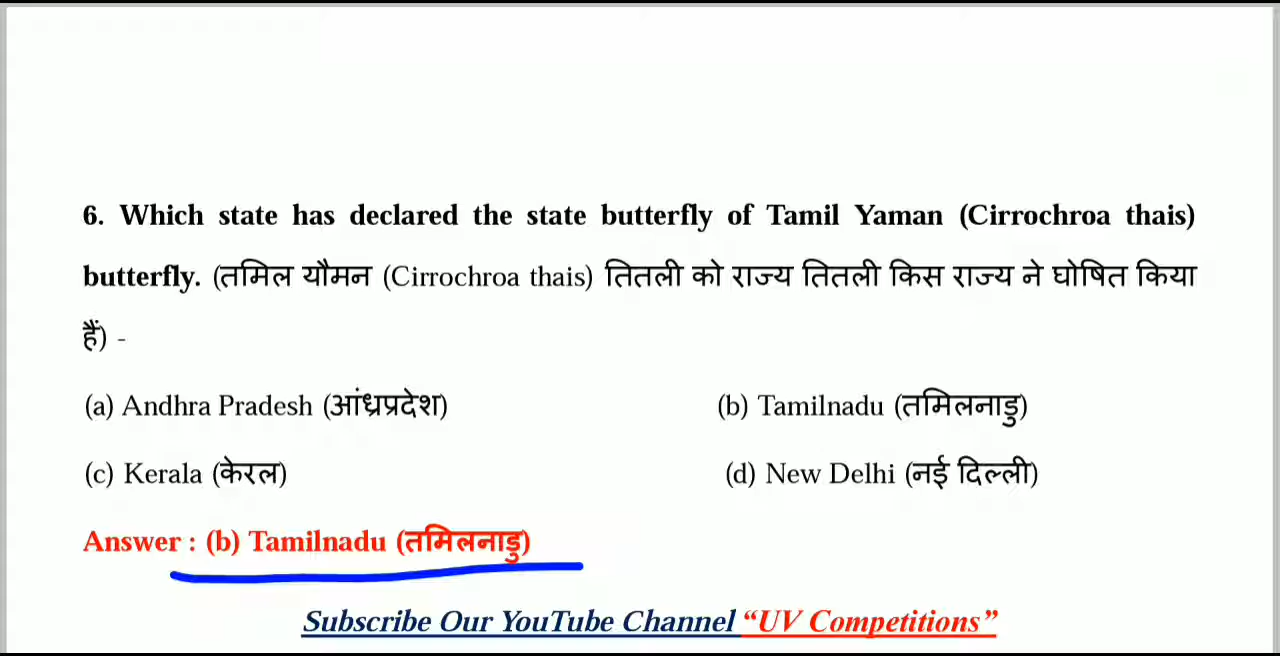 6. Which state has declared the state butterfly of Tamil Yaman (Cirrochroa thais)
butterfly. (तमिल यौमन (Cirrochroa thais) तितली को राज्य तितली किस राज्य ने घोषित किया
हैं) -
(a) Andhra Pradesh (आंध्रप्रदेश) (b) Tamilnadu (तमिलनाडु)
(c) Kerala (केरल) (d) New Delhi (नई दिल्ली)
Answer : (b) Tamilnadu (तमिलनाडु)
Subscribe Our YouTube Channel “UV Competitions”